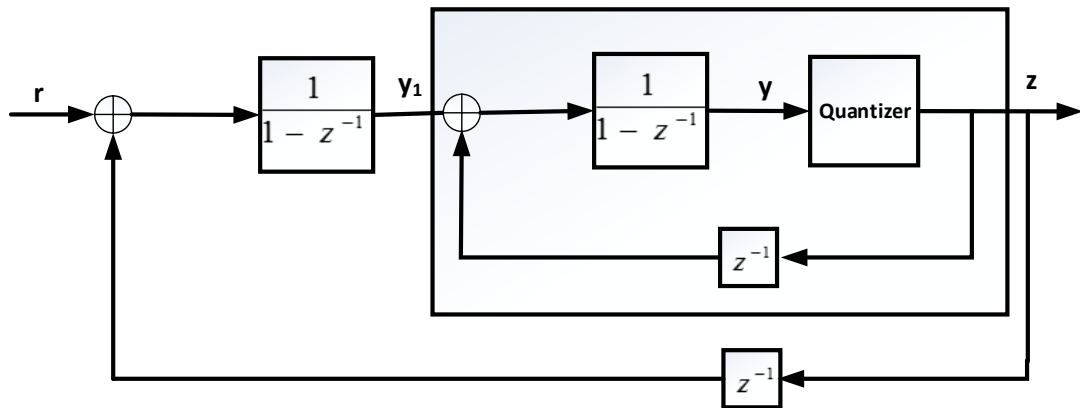 r
1
1 − z⁻¹
y₁
1
1 − z⁻¹
y
Quantizer
z
z⁻¹
z⁻¹